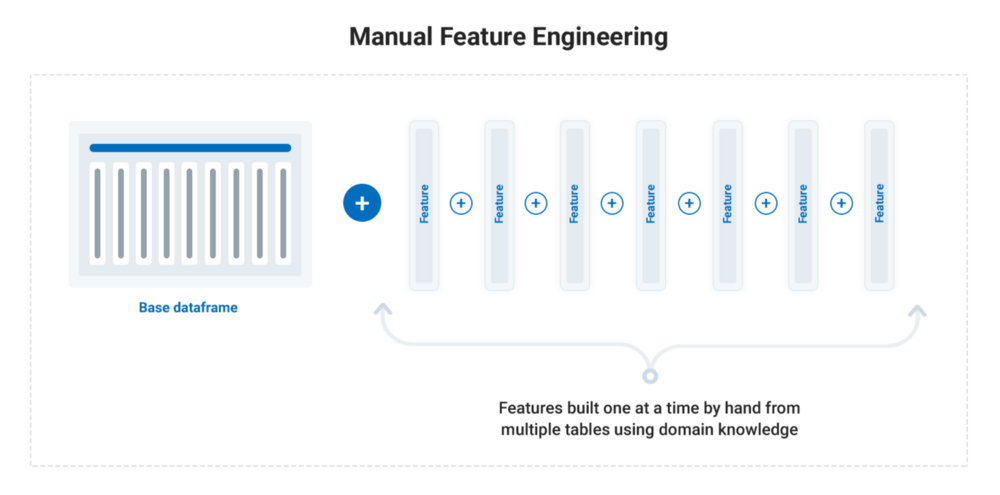 Manual Feature Engineering
Base dataframe
+
Feature
+
Feature
+
Feature
+
Feature
+
Feature
+
Feature
+
Feature
Features built one at a time by hand from
multiple tables using domain knowledge